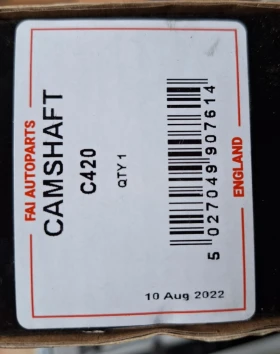 FAI AUTOPARTS
CAMSHAFT
C420
QTY 1
5 027049 907614
ENGLAND
10 Aug 2022